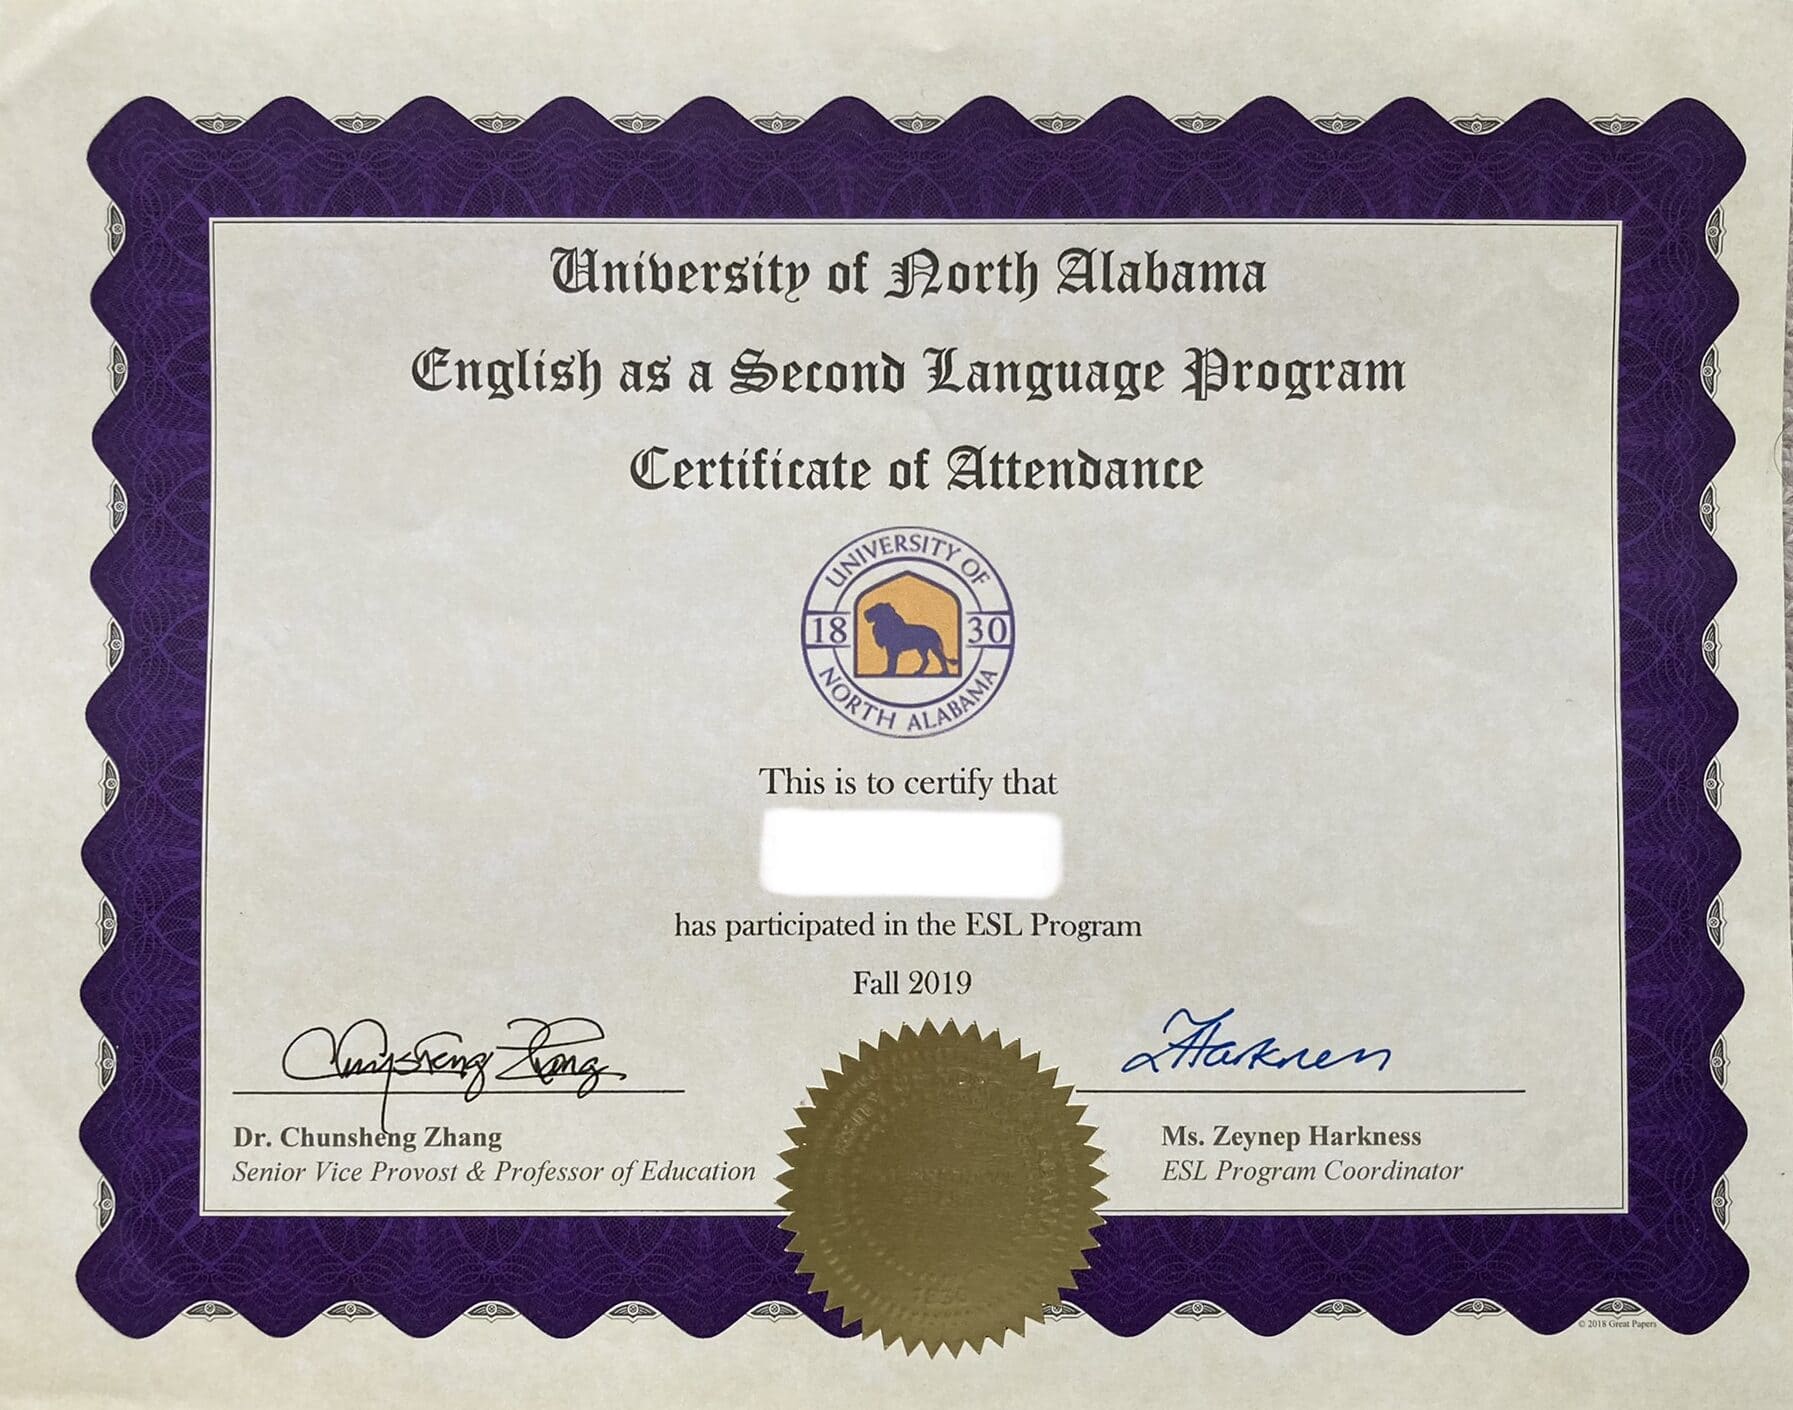 University of North Alabama
English as a Second Language Program
Certificate of Attendance
UNIVERSITY OF
18 30
NORTH ALABAMA
This is to certify that
has participated in the ESL Program
Fall 2019
Chunsheng Zhang
ZHarkness
Dr. Chunsheng Zhang
Senior Vice Provost & Professor of Education
Ms. Zeynep Harkness
ESL Program Coordinator
© 2018 Great Papers